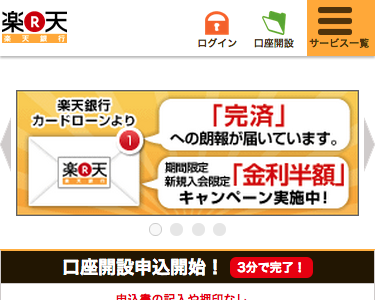 楽R天
楽天銀行
ログイン
口座開設
サービス一覧
楽天銀行
カードローンより
1
楽R天
楽天銀行
「完済」
への朗報が届いています。
期間限定
新規入会限定「金利半額」
キャンペーン実施中!
口座開設申込開始！ 3分で完了！
申込書の記入や押印なし